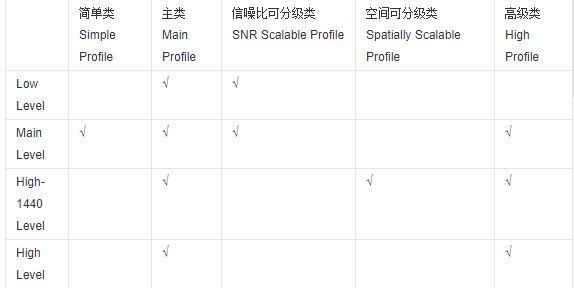 简单类 主类 信噪比可分级类 空间可分级类 高级类
Simple Main SNR Scalable Profile Spatially Scalable High
Profile Profile Profile Profile
Low √ √
Level
Main √ √ √ √
Level
High- √ √ √
1440
Level
High √ √
Level